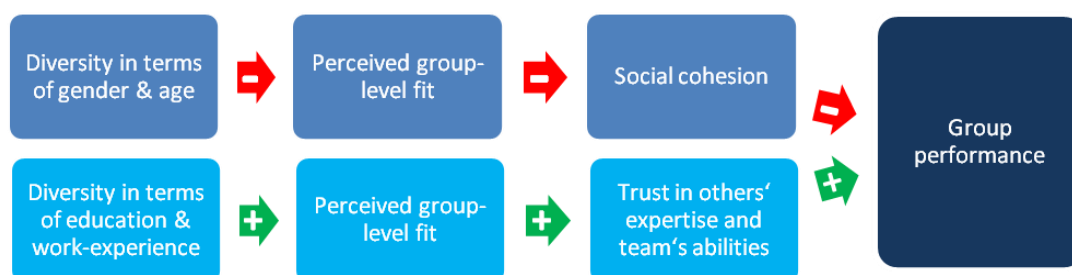 Diversity in terms
of gender & age
-
Perceived group-
level fit
-
Social cohesion
-
Group
performance
Diversity in terms
of education &
work-experience
+
Perceived group-
level fit
+
Trust in others‘
expertise and
team‘s abilities
+